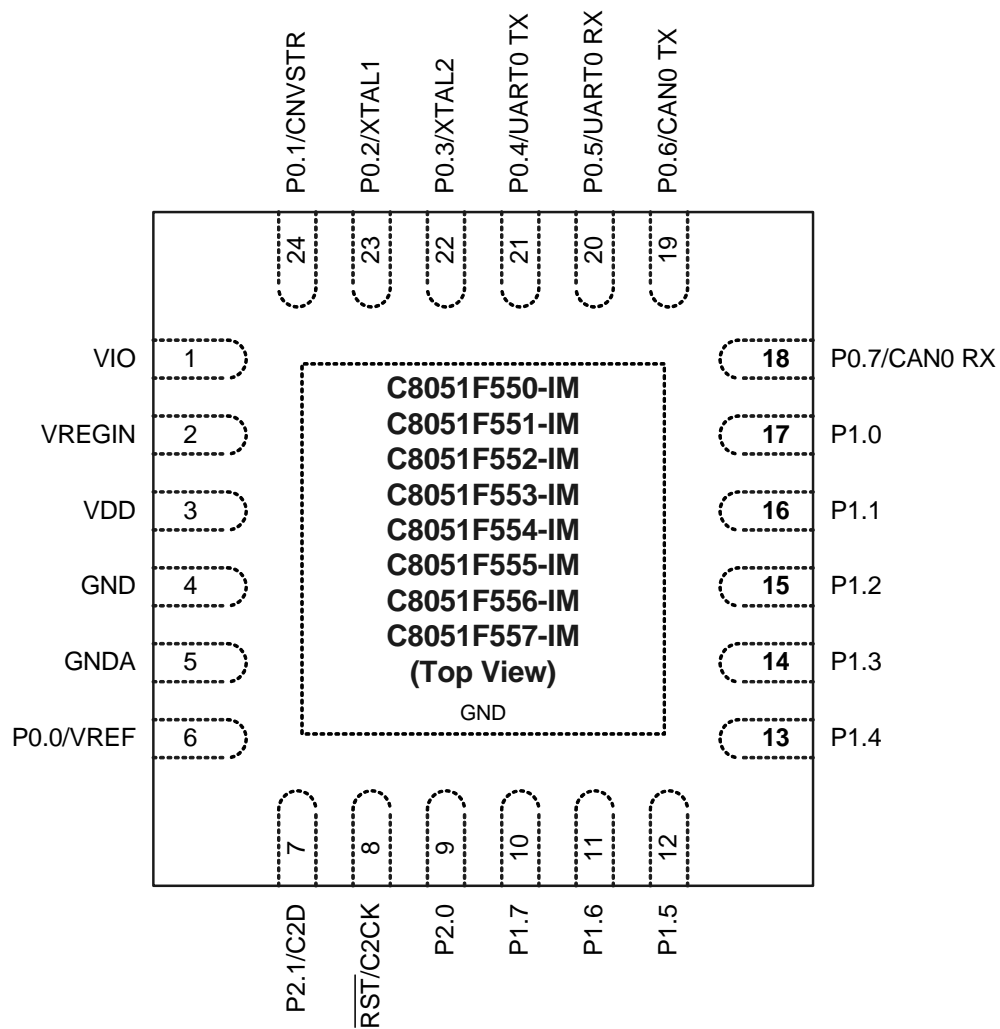 P0.1/CNVSTR
P0.2/XTAL1
P0.3/XTAL2
P0.4/UART0 TX
P0.5/UART0 RX
P0.6/CAN0 TX
24
23
22
21
20
19
VIO 1
VREGIN 2
VDD 3
GND 4
GNDA 5
P0.0/VREF 6
C8051F550-IM
C8051F551-IM
C8051F552-IM
C8051F553-IM
C8051F554-IM
C8051F555-IM
C8051F556-IM
C8051F557-IM
(Top View)
GND
18 P0.7/CAN0 RX
17 P1.0
16 P1.1
15 P1.2
14 P1.3
13 P1.4
7
8
9
10
11
12
P2.1/C2D
RST/C2CK
P2.0
P1.7
P1.6
P1.5